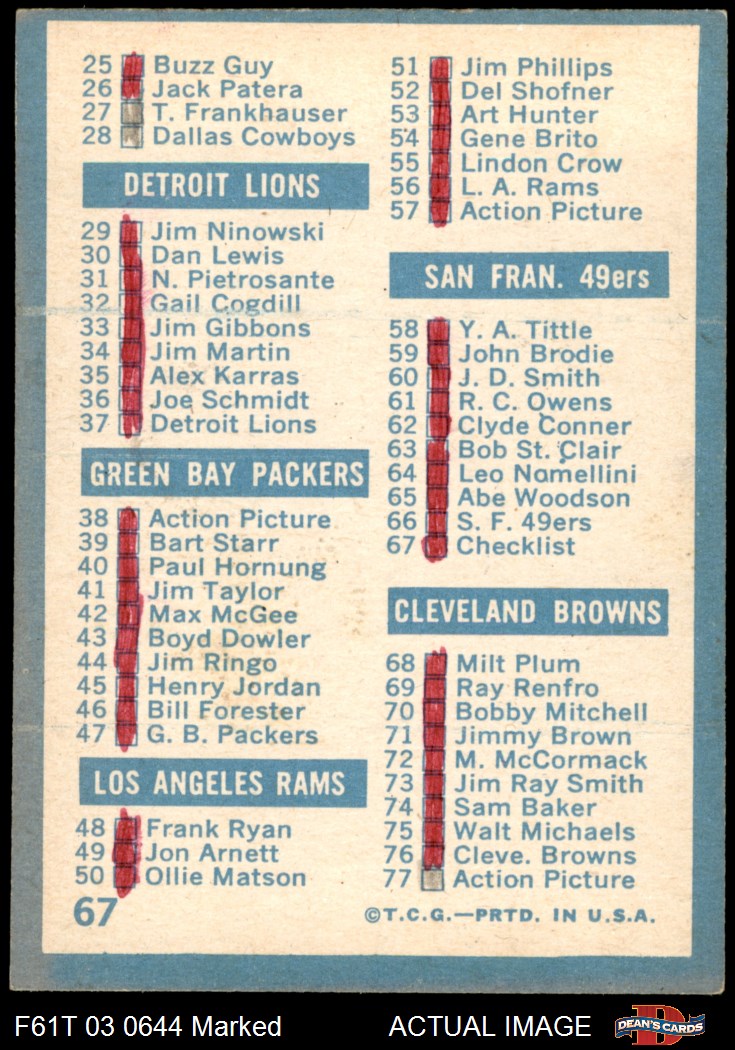 25 Buzz Guy
26 Jack Patera
27 T. Frankhauser
28 Dallas Cowboys
DETROIT LIONS
29 Jim Ninowski
30 Dan Lewis
31 N. Pietrosante
32 Gail Cogdill
33 Jim Gibbons
34 Jim Martin
35 Alex Karras
36 Joe Schmidt
37 Detroit Lions
GREEN BAY PACKERS
38 Action Picture
39 Bart Starr
40 Paul Hornung
41 Jim Taylor
42 Max McGee
43 Boyd Dowler
44 Jim Ringo
45 Henry Jordan
46 Bill Forester
47 G. B. Packers
LOS ANGELES RAMS
48 Frank Ryan
49 Jon Arnett
50 Ollie Matson
67
51 Jim Phillips
52 Del Shofner
53 Art Hunter
54 Gene Brito
55 Lindon Crow
56 L. A. Rams
57 Action Picture
SAN FRAN. 49ers
58 Y. A. Tittle
59 John Brodie
60 J. D. Smith
61 R. C. Owens
62 Clyde Conner
63 Bob St. Clair
64 Leo Nomellini
65 Abe Woodson
66 S. F. 49ers
67 Checklist
CLEVELAND BROWNS
68 Milt Plum
69 Ray Renfro
70 Bobby Mitchell
71 Jimmy Brown
72 M. McCormack
73 Jim Ray Smith
74 Sam Baker
75 Walt Michaels
76 Cleve. Browns
77 Action Picture
©T.C.G.—PRTD. IN U.S.A.
F61T 03 0644 Marked
ACTUAL IMAGE
D
DEAN'S CARDS